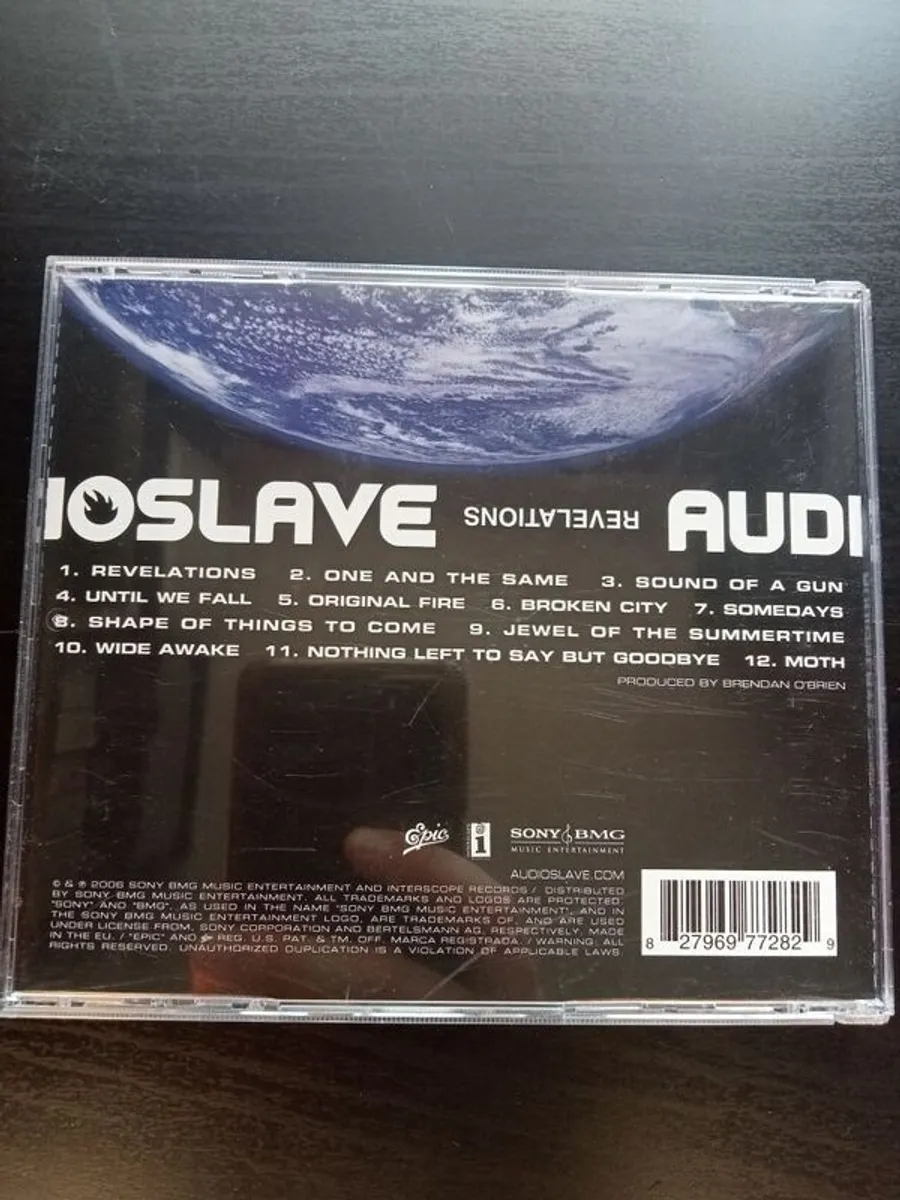 IOSLAVE REVELATIONS AUDI
1. REVELATIONS 2. ONE AND THE SAME 3. SOUND OF A GUN
4. UNTIL WE FALL 5. ORIGINAL FIRE 6. BROKEN CITY 7. SOMEDAYS
8. SHAPE OF THINGS TO COME 9. JEWEL OF THE SUMMERTIME
10. WIDE AWAKE 11. NOTHING LEFT TO SAY BUT GOODBYE 12. MOTH
PRODUCED BY BRENDAN O'BRIEN
Epic i SONY BMG
MUSIC ENTERTAINMENT
AUDIOSLAVE.COM
© & ℗ 2006 SONY BMG MUSIC ENTERTAINMENT AND INTERSCOPE RECORDS / DISTRIBUTED
BY SONY BMG MUSIC ENTERTAINMENT. ALL TRADEMARKS AND LOGOS ARE PROTECTED.
"SONY" AND "BMG", AS USED IN THE NAME "SONY BMG MUSIC ENTERTAINMENT", AND IN
THE SONY BMG MUSIC ENTERTAINMENT LOGO, ARE TRADEMARKS OF, AND ARE USED
UNDER LICENSE FROM, SONY CORPORATION AND BERTELSMANN AG, RESPECTIVELY. MADE
IN THE EU. / "EPIC" AND REG. U.S. PAT. & TM. OFF. MARCA REGISTRADA. / WARNING: ALL
RIGHTS RESERVED. UNAUTHORIZED DUPLICATION IS A VIOLATION OF APPLICABLE LAWS.
8 27969 77282 9